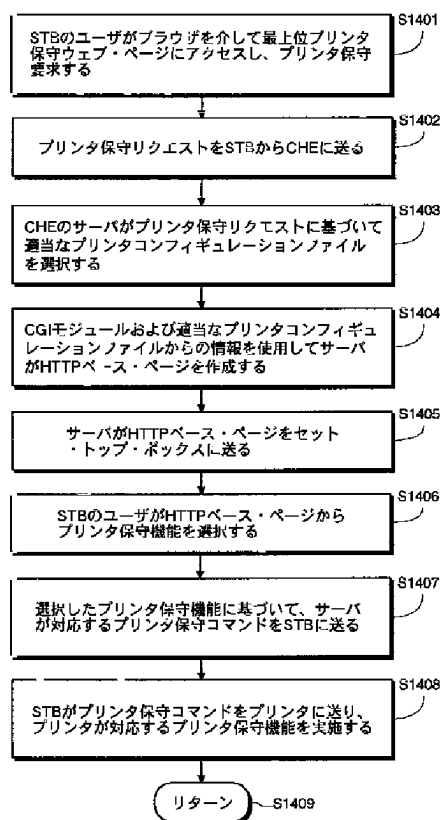 S1401
STBのユーザがブラウザを介して最上位プリンタ
保守ウェブ・ページにアクセスし、プリンタ保守
要求する
S1402
プリンタ保守リクエストをSTBからCHEに送る
S1403
CHEのサーバがプリンタ保守リクエストに基づいて
適当なプリンタコンフィギュレーションファイル
を選択する
S1404
CGIモジュールおよび適当なプリンタコンフィギュ
レーションファイルからの情報を使用してサーバ
がHTTPベース・ページを作成する
S1405
サーバがHTTPベース・ページをセット
・トップ・ボックスに送る
S1406
STBのユーザがHTTPベース・ページから
プリンタ保守機能を選択する
S1407
選択したプリンタ保守機能に基づいて、サーバ
が対応するプリンタ保守コマンドをSTBに送る
S1408
STBがプリンタ保守コマンドをプリンタに送り、
プリンタが対応するプリンタ保守機能を実施する
リターン
S1409